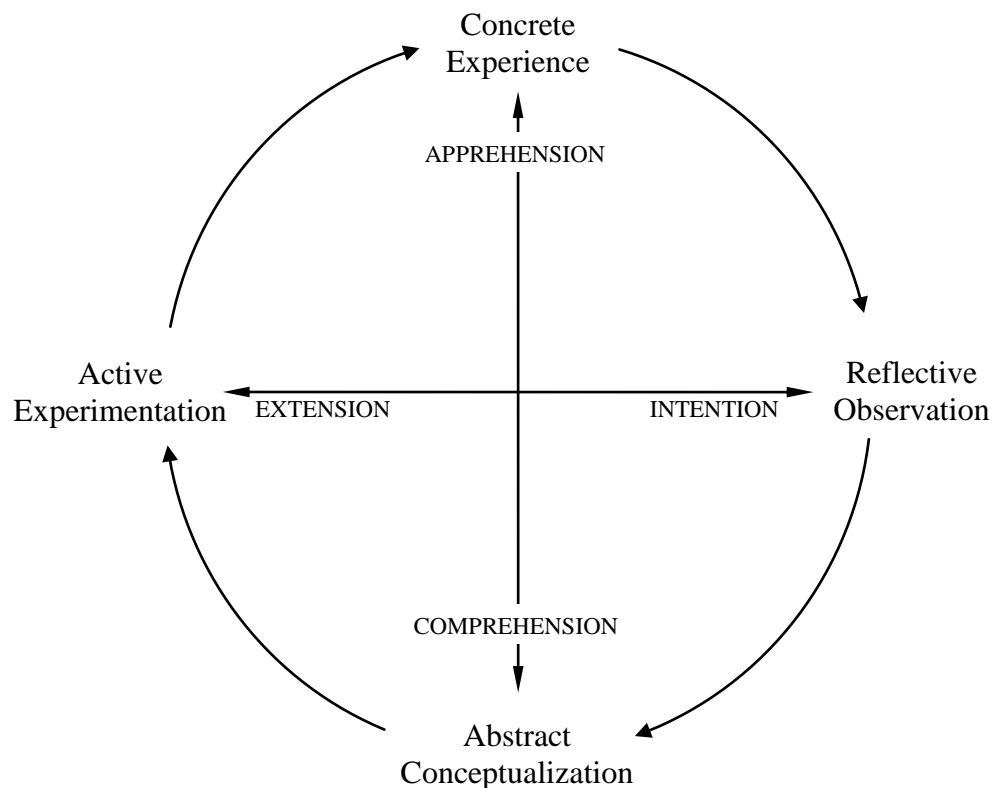 Concrete
Experience
APPREHENSION
Active
Experimentation
EXTENSION
INTENTION
Reflective
Observation
COMPREHENSION
Abstract
Conceptualization